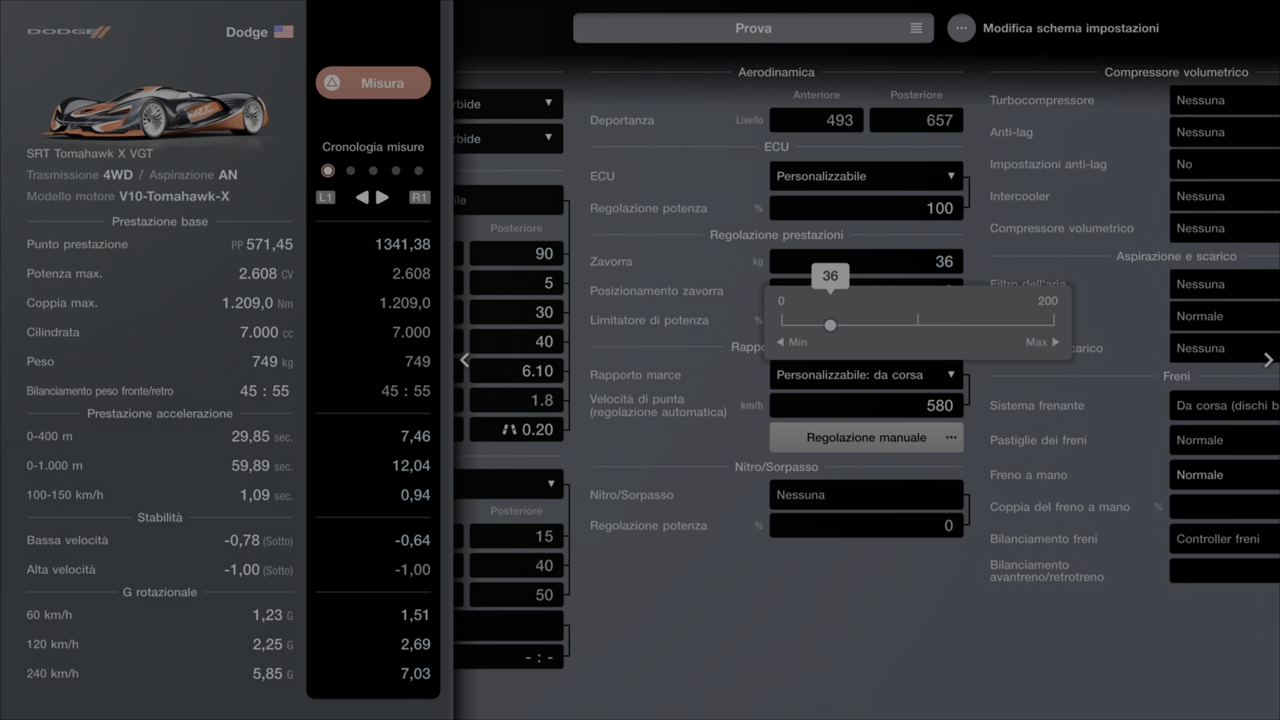 DODGE
Dodge
SRT
SRT Tomahawk X VGT
Trasmissione 4WD / Aspirazione AN
Modello motore V10-Tomahawk-X
Prestazione base
Punto prestazione PP 571,45 1341,38
Potenza max. 2.608 CV 2.608
Coppia max. 1.209,0 Nm 1.209,0
Cilindrata 7.000 cc 7.000
Peso 749 kg 749
Bilanciamento peso fronte/retro 45 : 55 45 : 55
Prestazione accelerazione
0-400 m 29,85 sec. 7,46
0-1.000 m 59,89 sec. 12,04
100-150 km/h 1,09 sec. 0,94
Stabilità
Bassa velocità -0,78 (Sotto) -0,64
Alta velocità -1,00 (Sotto) -1,00
G rotazionale
60 km/h 1,23 G 1,51
120 km/h 2,25 G 2,69
240 km/h 5,85 G 7,03
Misura
Cronologia misure
L1 R1
Prova
Modifica schema impostazioni
rbide
rbide
ile
Posteriore
90
5
30
40
6.10
1.8
0.20
Posteriore
15
40
50
- : -
Aerodinamica
Anteriore Posteriore
Deportanza Livello 493 657
ECU
ECU Personalizzabile
Regolazione potenza % 100
Regolazione prestazioni
Zavorra kg 36
Posizionamento zavorra
Limitatore di potenza %
36
0 200
Min Max
Rappo
Rapporto marce Personalizzabile: da corsa
Velocità di punta
(regolazione automatica) km/h 580
Regolazione manuale
Nitro/Sorpasso
Nitro/Sorpasso Nessuna
Regolazione potenza % 0
Compressore volumetrico
Turbocompressore Nessuna
Anti-lag Nessuna
Impostazioni anti-lag No
Intercooler Nessuna
Compressore volumetrico Nessuna
Aspirazione e scarico
Filtro dell'aria Nessuna
Normale
carico Nessuna
Freni
Sistema frenante Da corsa (dischi b
Pastiglie dei freni Normale
Freno a mano Normale
Coppia del freno a mano %
Bilanciamento freni Controller freni
Bilanciamento
avantreno/retrotreno